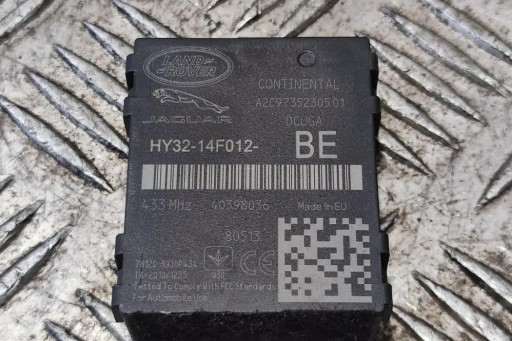 LAND
ROVER
CONTINENTAL
A2C97352305 01
JAGUAR
DCUGA
HY32-14F012-
BE
433 MHz
40398036
Made in EU
80513
CE
Tested To Comply With FCC Standards
For Automobile Use